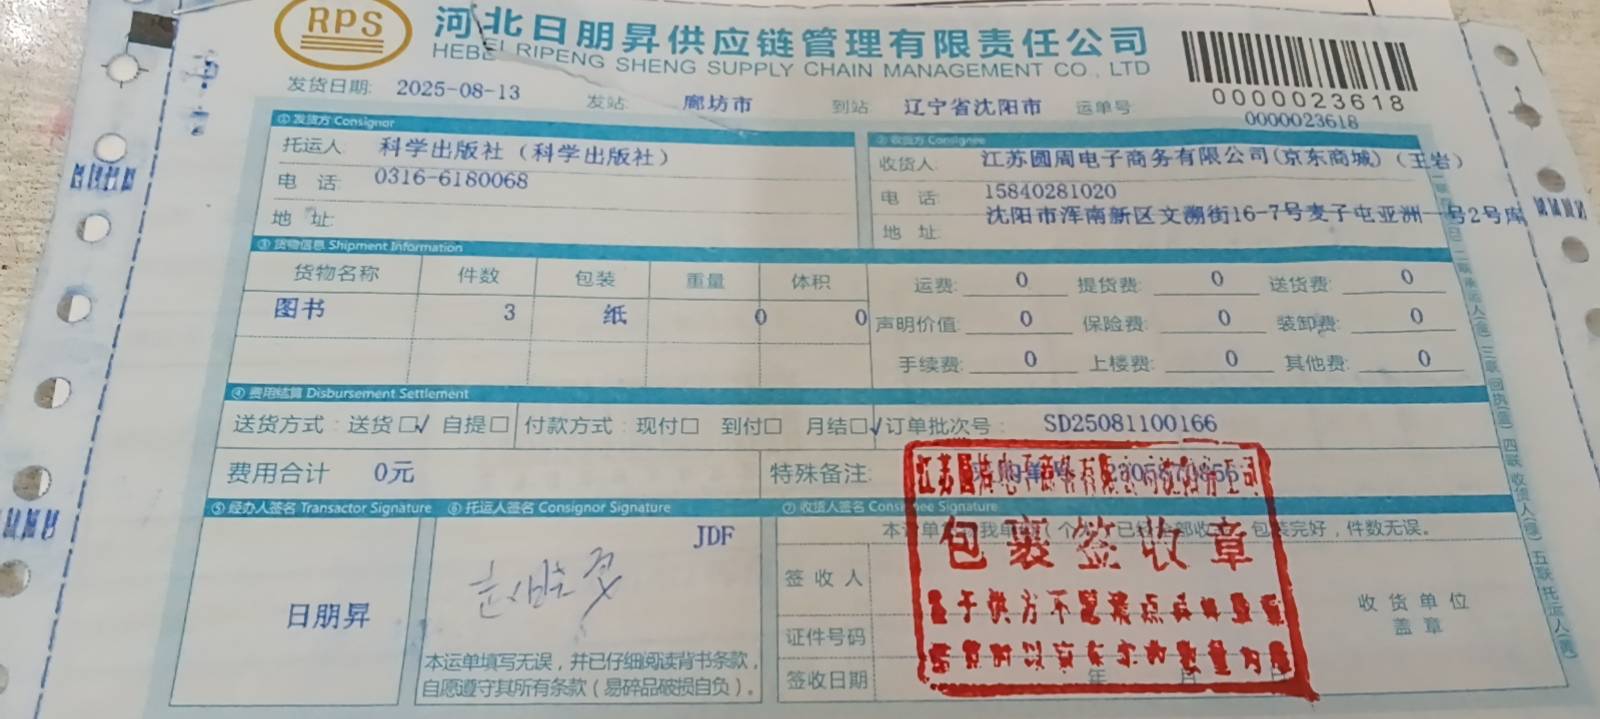 RPS
河北日朋昇供应链管理有限责任公司
HEBEI RIPENG SHENG SUPPLY CHAIN MANAGEMENT CO., LTD
0000023618
发货日期: 2025-08-13 发站: 廊坊市 到站: 辽宁省沈阳市 运单号: 0000023618
① 发货方 Consignor
② 收货方 Consignee
托运人 科学出版社（科学出版社）
收货人: 江苏圆周电子商务有限公司(京东商城)（王岩）
电 话: 0316-6180068
电 话: 15840281020
地 址:
地 址: 沈阳市浑南新区文溯街16-7号麦子屯亚洲一号2号库
③ 货物信息 Shipment Information
货物名称 件数 包装 重量 体积
运费: 0 提货费: 0 送货费: 0
图书 3 纸 0 0
声明价值: 0 保险费: 0 装卸费: 0
手续费: 0 上楼费: 0 其他费: 0
④ 费用结算 Disbursement Settlement
送货方式: 送货□√ 自提□ 付款方式: 现付□ 到付□ 月结□√ 订单批次号: SD25081100166
费用合计 0元 特殊备注:
⑤ 经办人签名 Transactor Signature ⑥ 托运人签名 Consignor Signature ⑦ 收货人签名 Consignee Signature
JDF
包装完好，件数无误。
包裹签收章
签收人
日朋昇
收货单位
盖章
证件号码
本运单填写无误，并已仔细阅读背书条款，
自愿遵守其所有条款（易碎品破损自负）。
签收日期 年 月 日